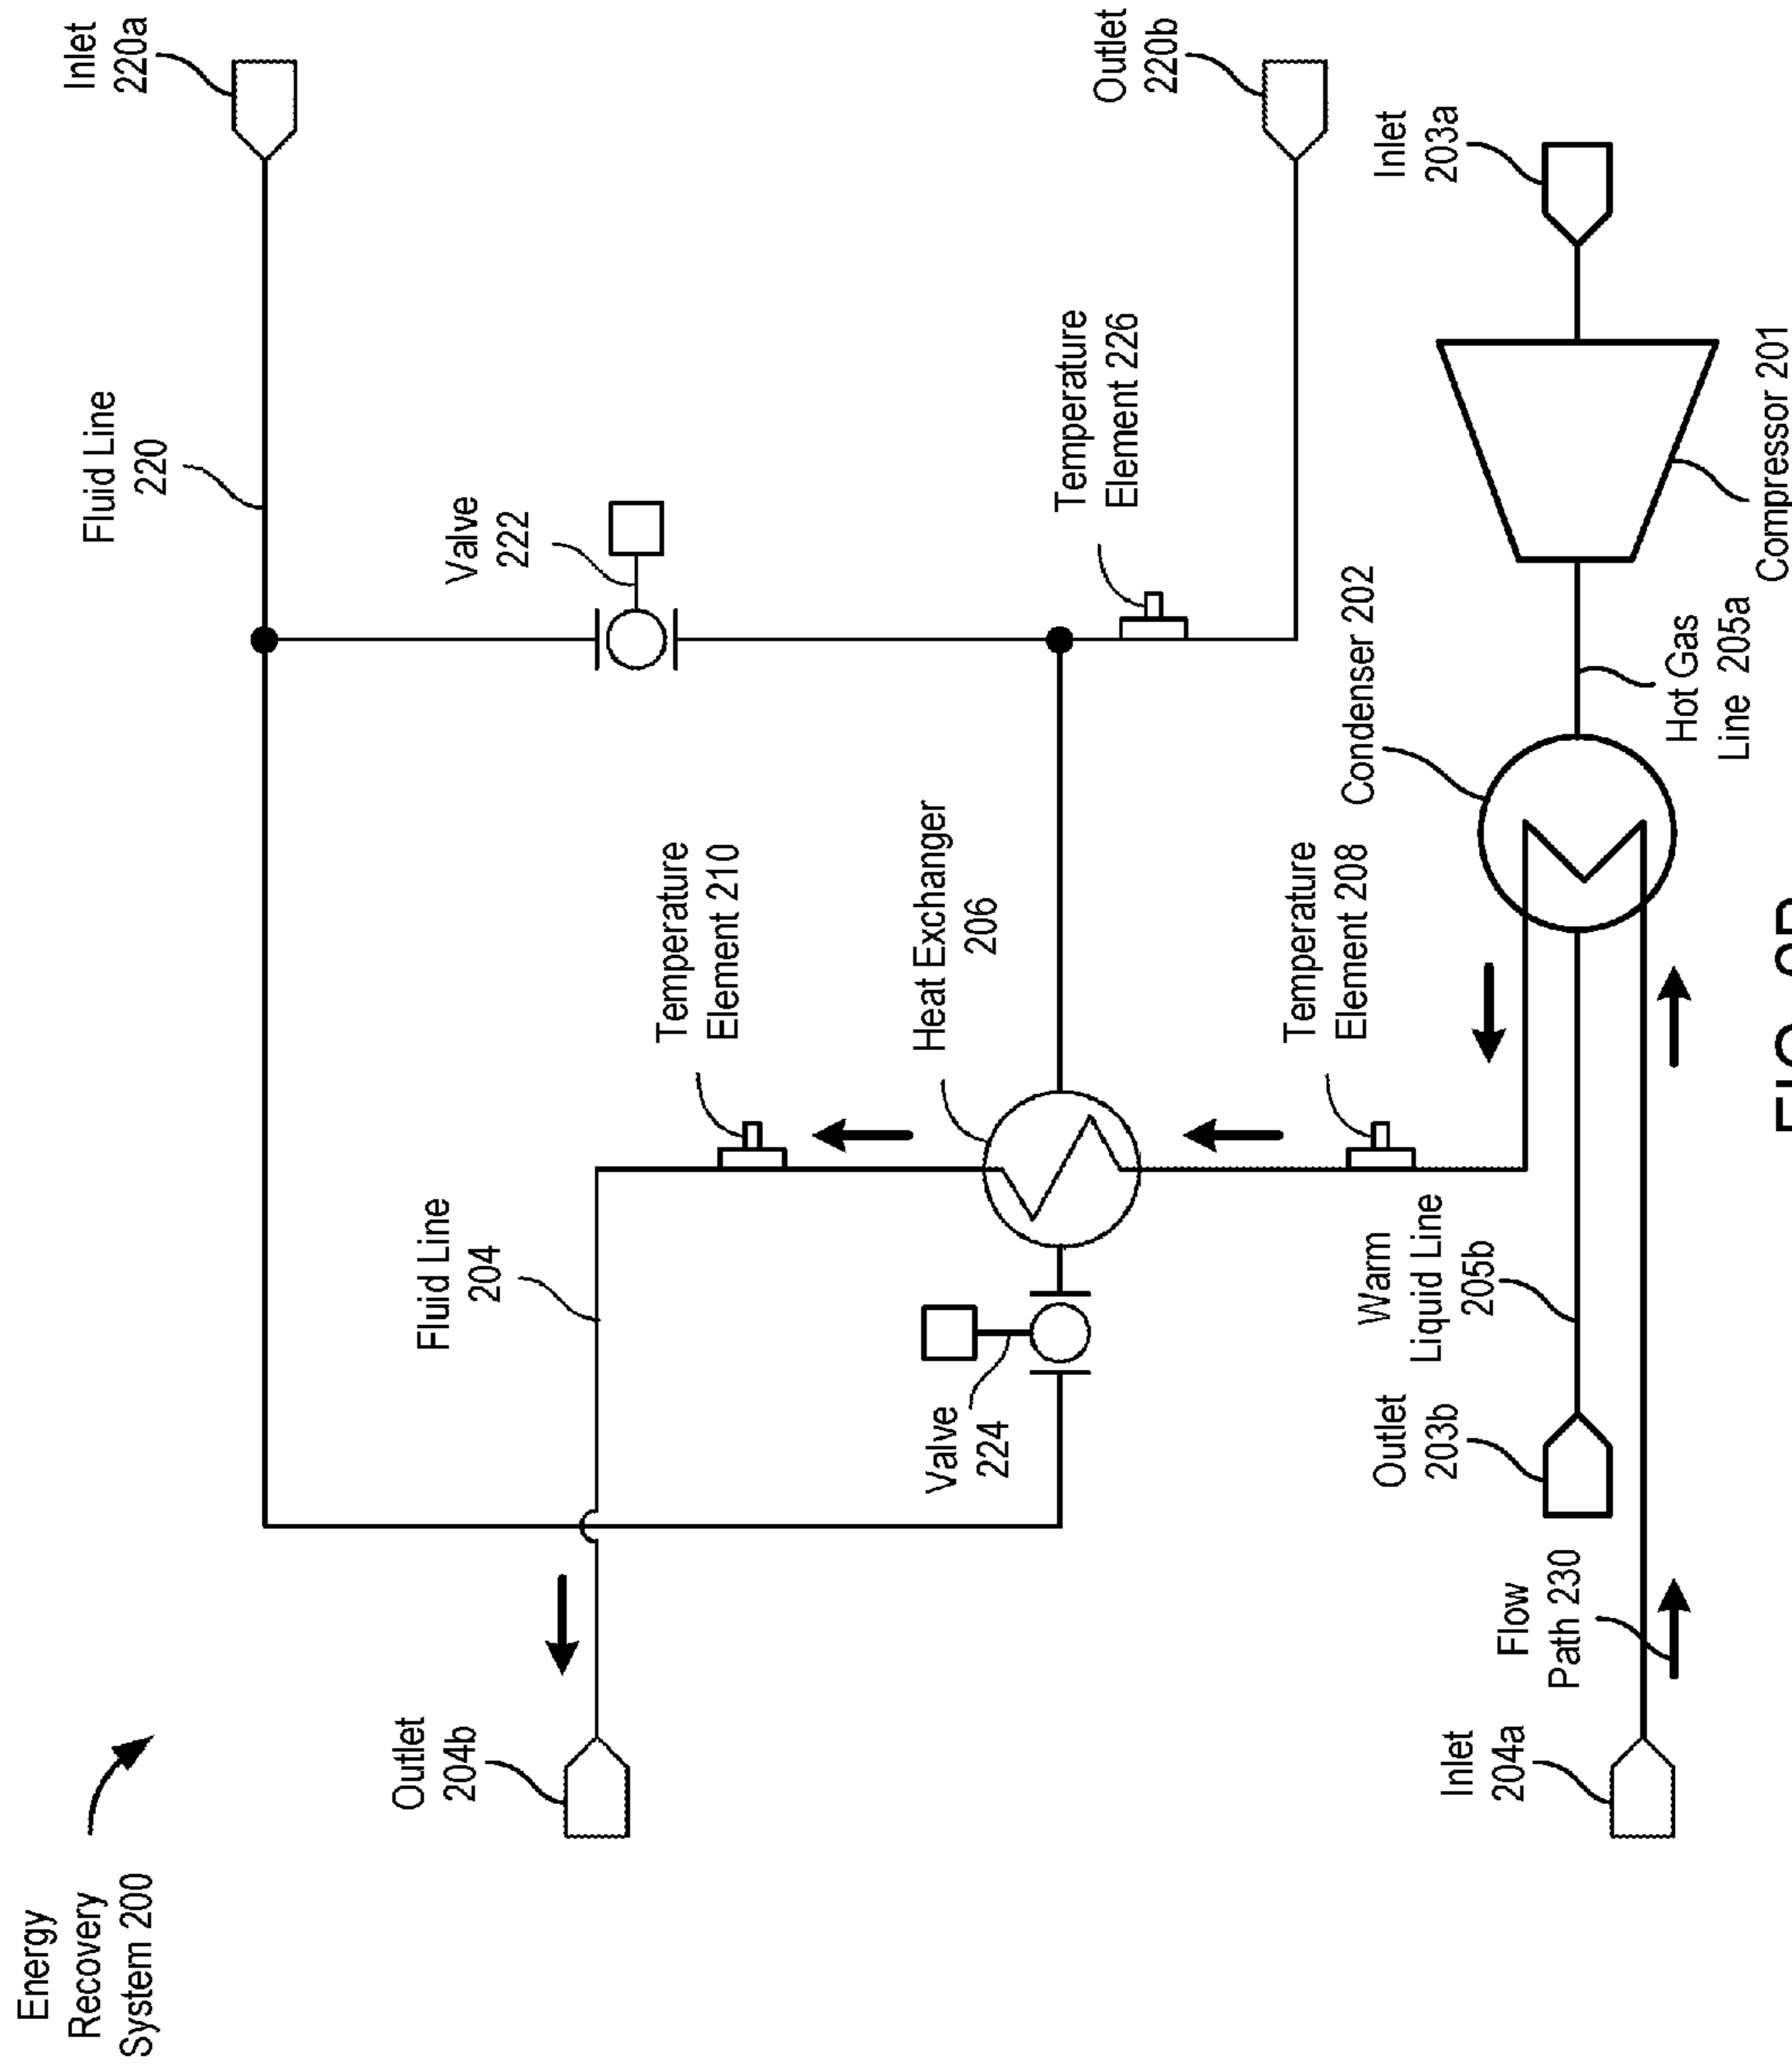 Energy
Recovery
System 200
Inlet
220a
Fluid Line
220
Outlet
204b
Fluid Line
204
Valve
222
Temperature
Element 210
Valve
224
Heat Exchanger
206
Temperature
Element 226
Outlet
220b
Temperature
Element 208
Condenser 202
Warm
Liquid Line
205b
Outlet
203b
Inlet
203a
Inlet
204a
Flow
Path 230
Hot Gas
Line 205a
Compressor 201